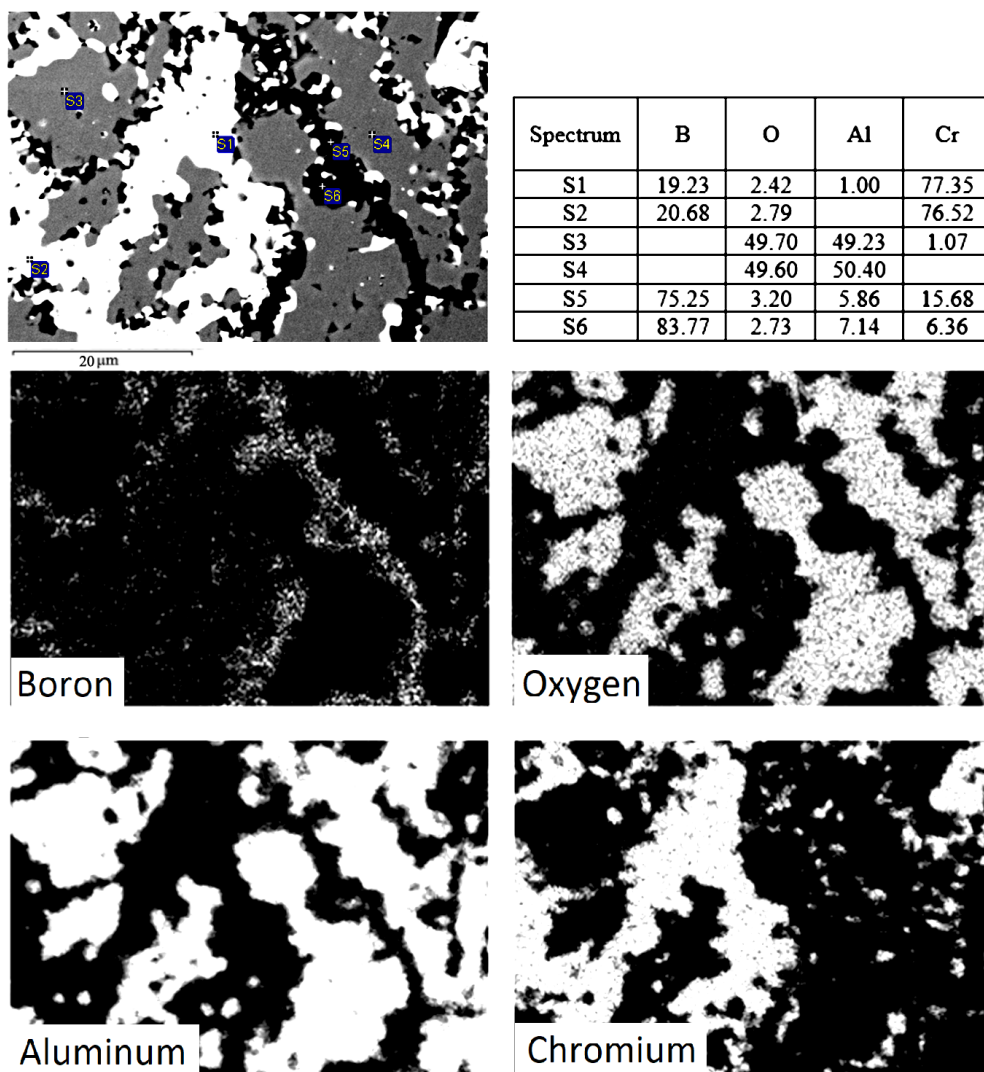 S3
S1
S4
S5
S6
S2
20 μm
Spectrum B O Al Cr
S1 19.23 2.42 1.00 77.35
S2 20.68 2.79 76.52
S3 49.70 49.23 1.07
S4 49.60 50.40
S5 75.25 3.20 5.86 15.68
S6 83.77 2.73 7.14 6.36
Boron
Oxygen
Aluminum
Chromium